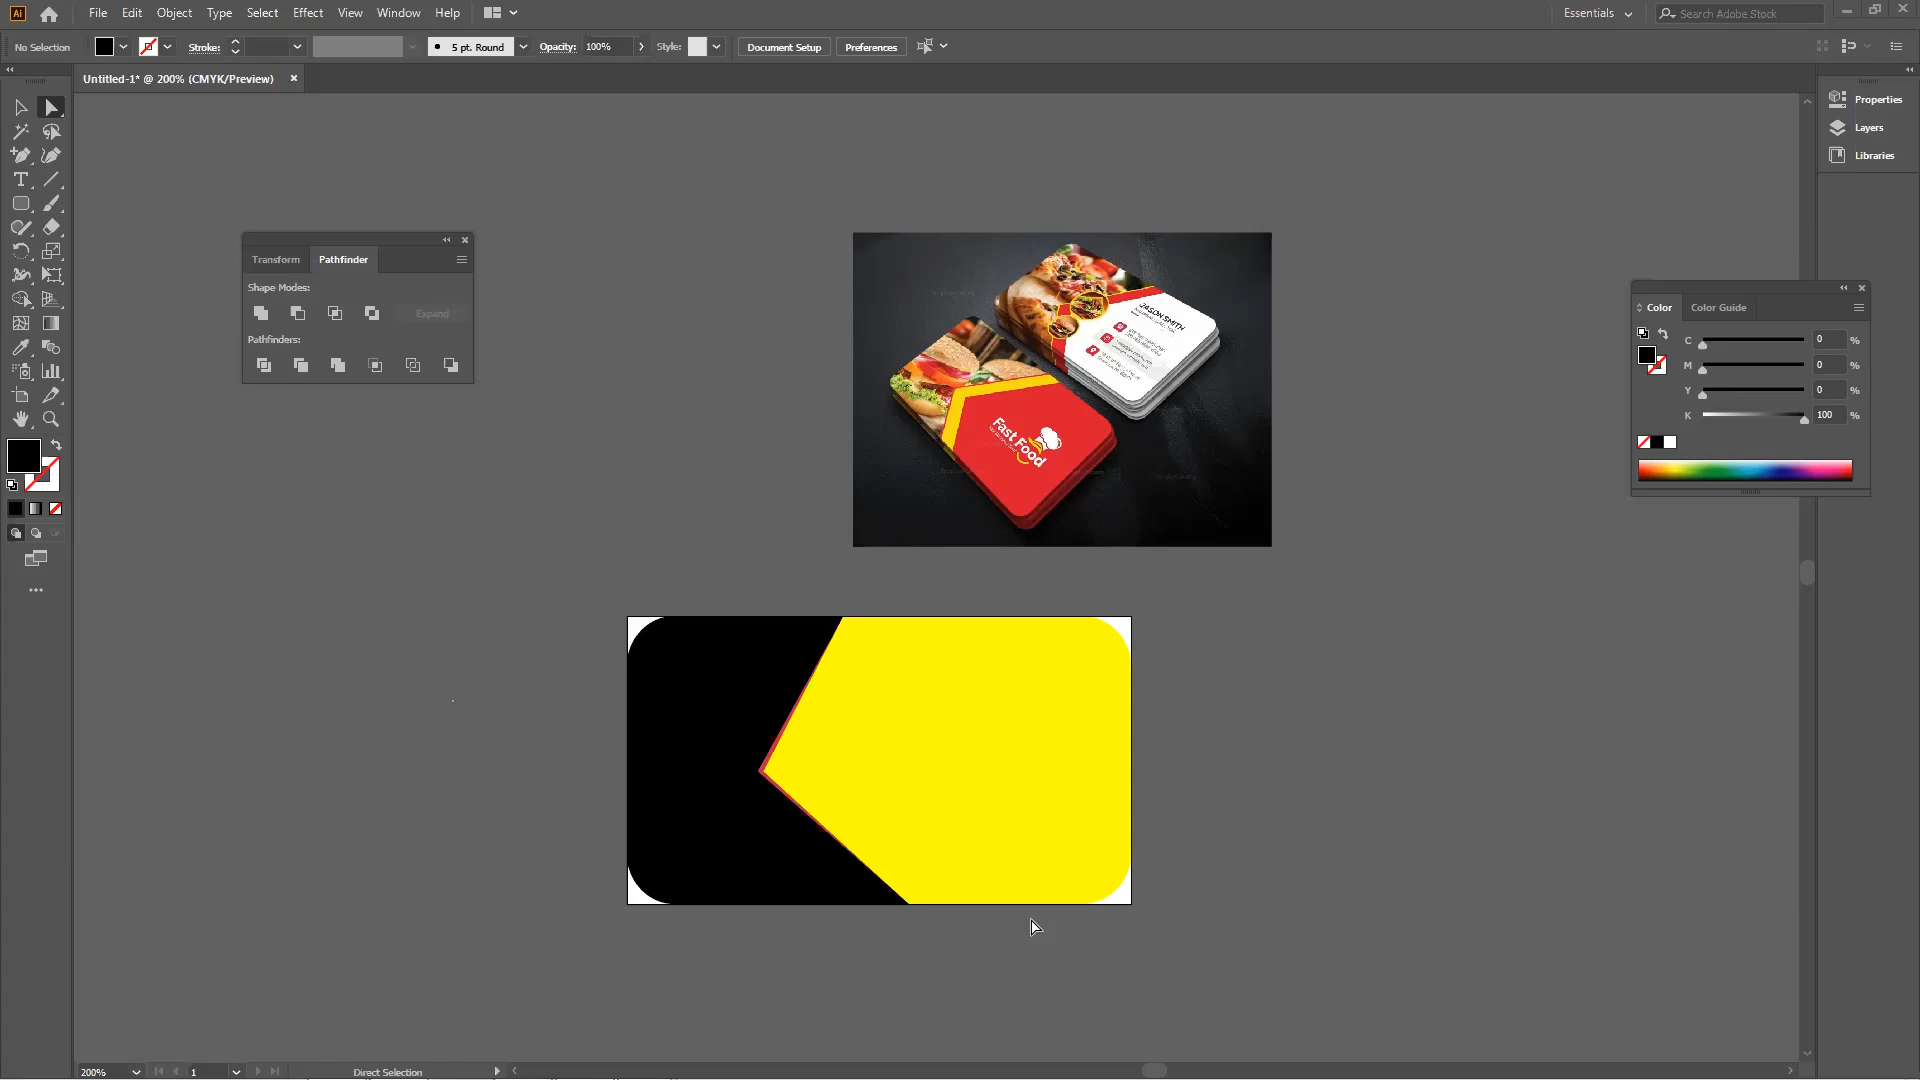 Ai File Edit Object Type Select Effect View Window Help Essentials Search Adobe Stock
No Selection Stroke: 5 pt. Round Opacity: 100% Style: Document Setup Preferences
Untitled-1* @ 200% (CMYK/Preview)
Properties
Layers
Libraries
Transform Pathfinder
Shape Modes:
Expand
Pathfinders:
JASON SMITH
Fast Food
Color Color Guide
C 0 %
M 0 %
Y 0 %
K 100 %
200% 1 Direct Selection